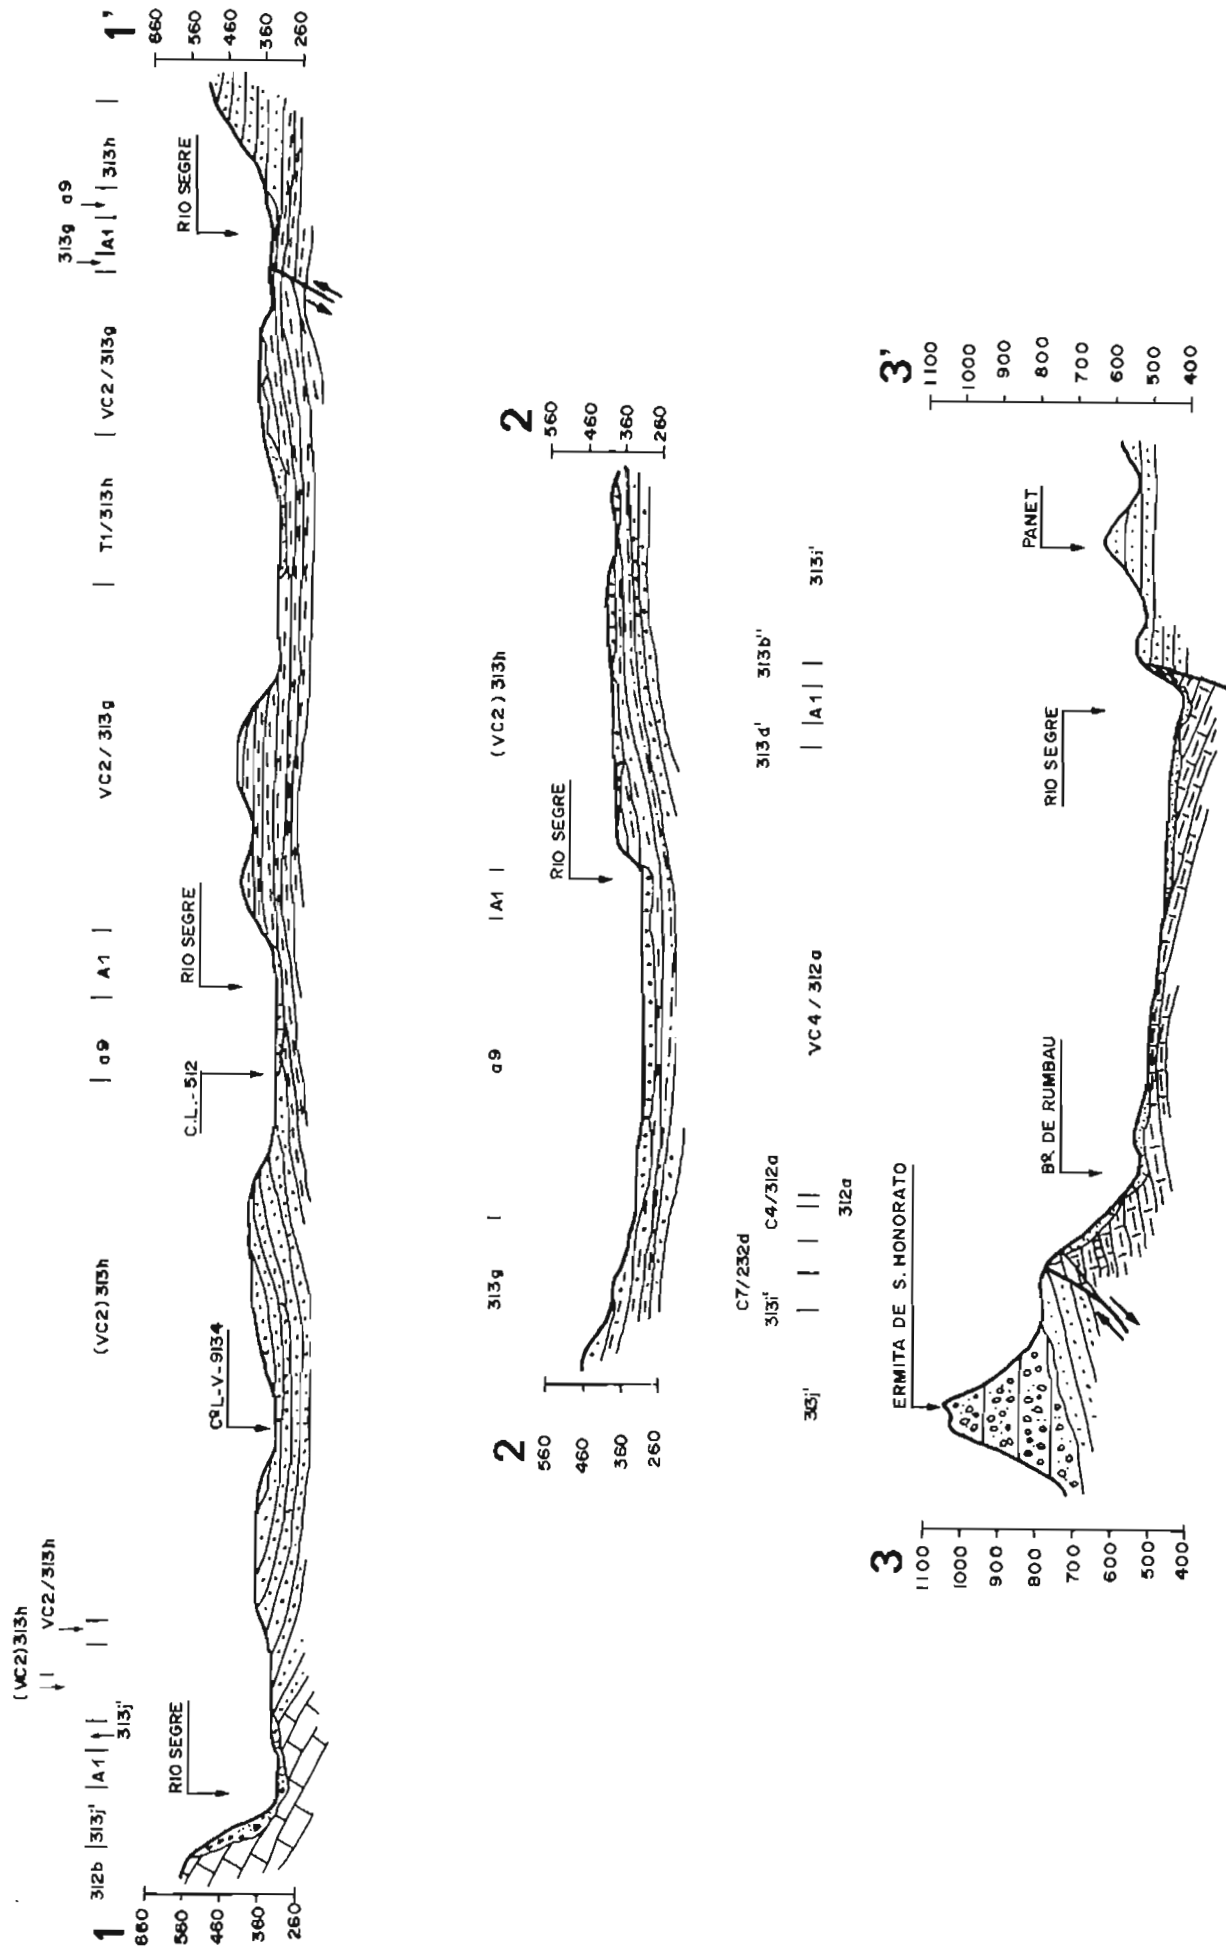 1
660
560
460
360
260
312b |313j'| |A1| 313j' (VC2)313h VC2/313h
(VC2)313h
| a9 | A1 |
VC2/313g
| T1/313h
| VC2/313g
313g |A1| a9 | 313h |
RIO SEGRE
CºL-V-9134
C.L.-512
RIO SEGRE
RIO SEGRE
1'
660
560
460
360
260
2
560
460
360
260
313g | a9 |A1| (VC2)313h
RIO SEGRE
2
560
460
360
260
3
1100
1000
900
800
700
600
500
400
313j' | 313i' | C7/232d | C4/312a || 312a
VC4/312a
313d' |A1| 313b'' | 313i'
ERMITA DE S. HONORATO
Bº. DE RUMBAU
RIO SEGRE
PANET
3'
1100
1000
900
800
700
600
500
400